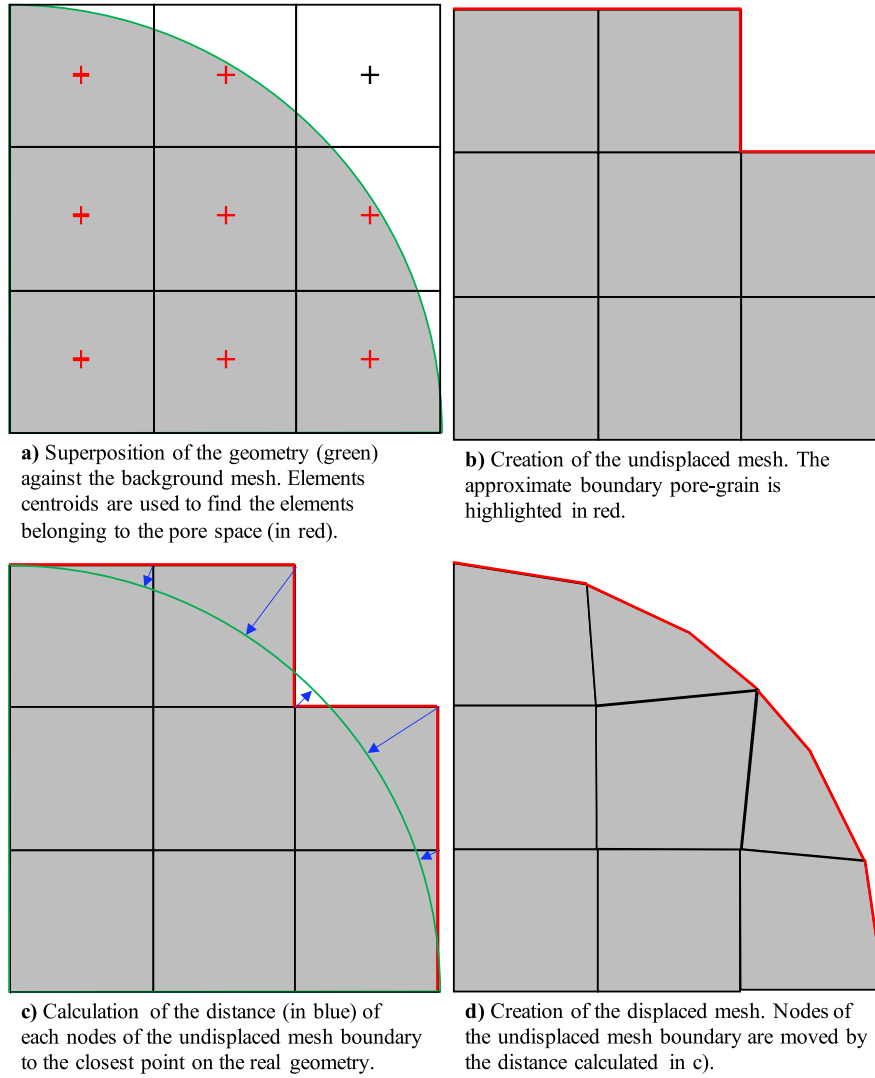 a) Superposition of the geometry (green)
against the background mesh. Elements
centroids are used to find the elements
belonging to the pore space (in red).
b) Creation of the undisplaced mesh. The
approximate boundary pore-grain is
highlighted in red.
c) Calculation of the distance (in blue) of
each nodes of the undisplaced mesh boundary
to the closest point on the real geometry.
d) Creation of the displaced mesh. Nodes of
the undisplaced mesh boundary are moved by
the distance calculated in c).